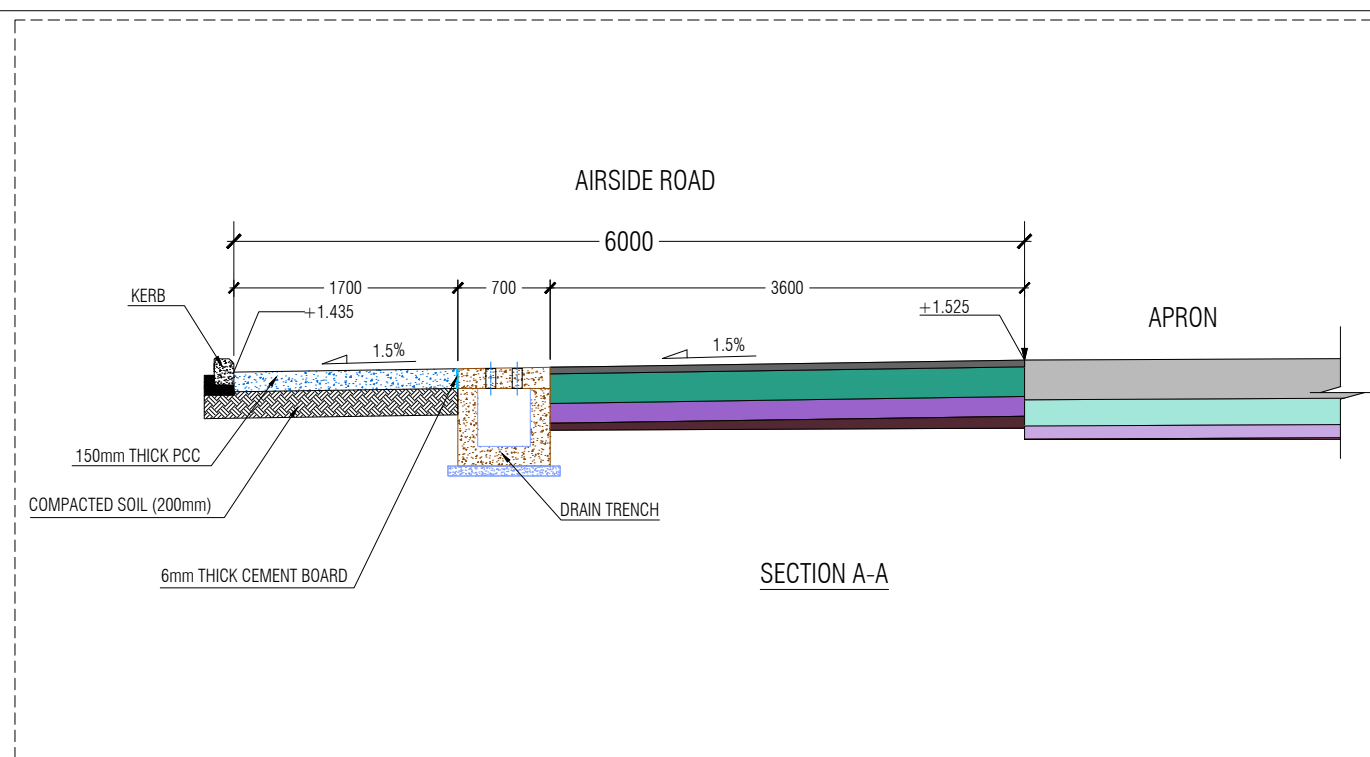 AIRSIDE ROAD
6000
1700
700
3600
KERB
+1.435
+1.525
APRON
1.5%
1.5%
150mm THICK PCC
COMPACTED SOIL (200mm)
DRAIN TRENCH
6mm THICK CEMENT BOARD
SECTION A-A